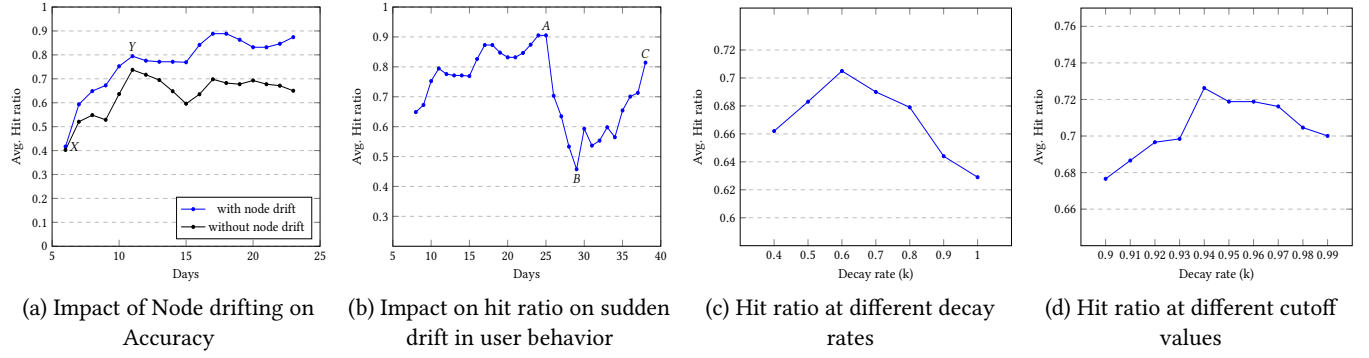 1
0.9
0.8
0.7
0.6
0.5
0.4
0.3
0.2
0.1
0
Avg. Hit ratio
X
Y
with node drift
without node drift
5
10
15
20
25
Days
(a) Impact of Node drifting on
Accuracy
1
0.9
0.8
0.7
0.6
0.5
0.4
0.3
Avg. Hit ratio
A
B
C
5
10
15
20
25
30
35
40
Days
(b) Impact on hit ratio on sudden
drift in user behavior
0.72
0.7
0.68
0.66
0.64
0.62
0.6
Avg. Hit ratio
0.4
0.5
0.6
0.7
0.8
0.9
1
Decay rate (k)
(c) Hit ratio at different decay
rates
0.76
0.74
0.72
0.7
0.68
0.66
Avg. Hit ratio
0.9
0.91
0.92
0.93
0.94
0.95
0.96
0.97
0.98
0.99
Decay rate (k)
(d) Hit ratio at different cutoff
values